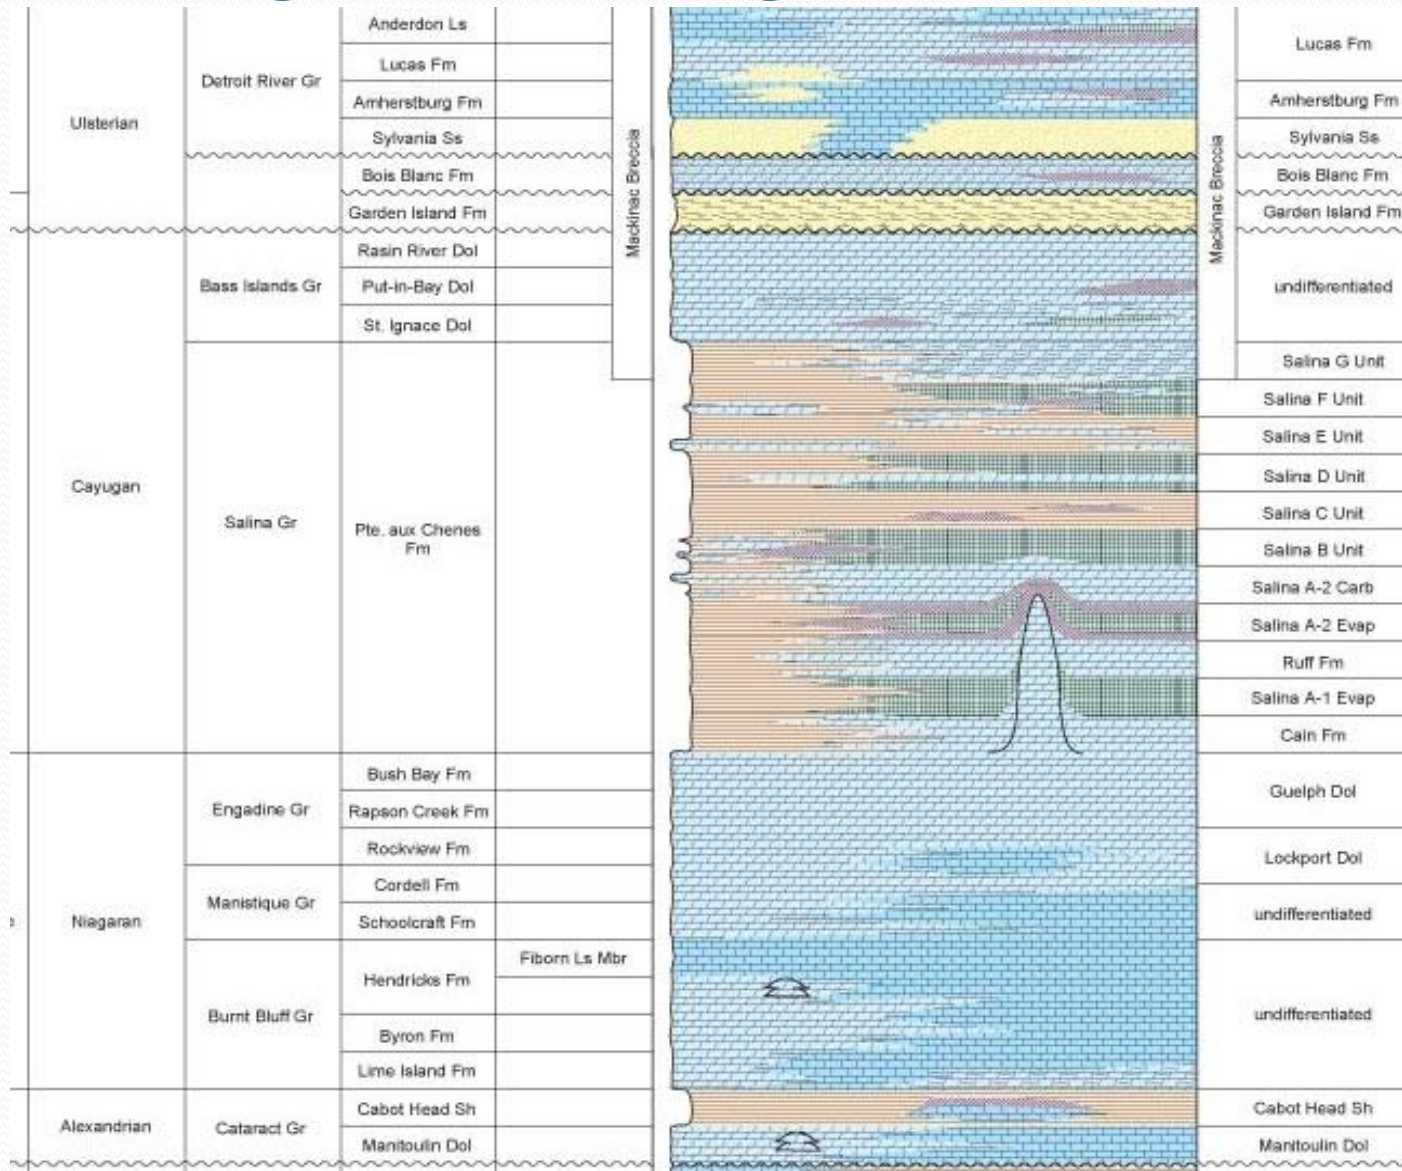 Ulsterian
Cayugan
Niagaran
Alexandrian
Detroit River Gr
Bass Islands Gr
Salina Gr
Engadine Gr
Manistique Gr
Burnt Bluff Gr
Cataract Gr
Anderdon Ls
Lucas Fm
Amherstburg Fm
Sylvania Ss
Bois Blanc Fm
Garden Island Fm
Rasin River Dol
Put-in-Bay Dol
St. Ignace Dol
Pte. aux Chenes
Fm
Bush Bay Fm
Rapson Creek Fm
Rockview Fm
Cordell Fm
Schoolcraft Fm
Hendricks Fm
Byron Fm
Lime Island Fm
Cabot Head Sh
Manitoulin Dol
Fiborn Ls Mbr
Mackinac Breccia
Mackinac Breccia
Lucas Fm
Amherstburg Fm
Sylvania Ss
Bois Blanc Fm
Garden Island Fm
undifferentiated
Salina G Unit
Salina F Unit
Salina E Unit
Salina D Unit
Salina C Unit
Salina B Unit
Salina A-2 Carb
Salina A-2 Evap
Ruff Fm
Salina A-1 Evap
Cain Fm
Guelph Dol
Lockport Dol
undifferentiated
undifferentiated
Cabot Head Sh
Manitoulin Dol